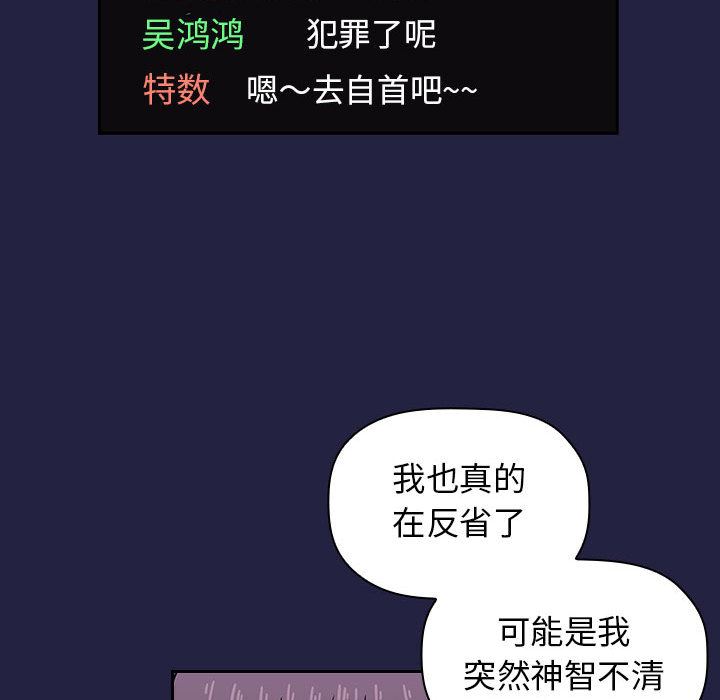 吴鸿鸿 犯罪了呢
特数 嗯～去自首吧~~
我也真的
在反省了
可能是我
突然神智不清